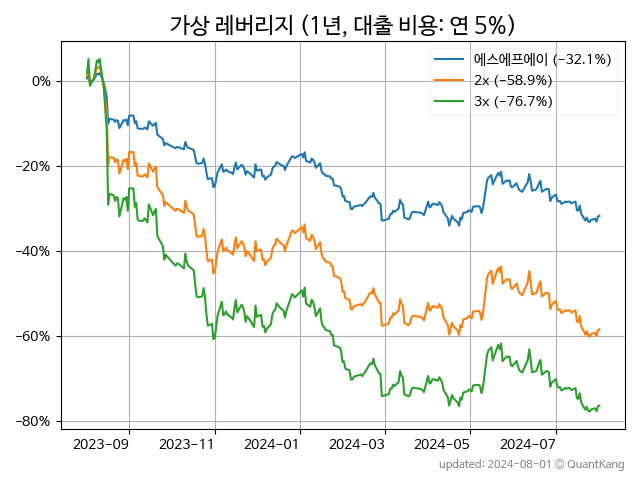 가상 레버리지 (1년, 대출 비용: 연 5%)
에스에프에이 (−32.1%)
2x (−58.9%)
3x (−76.7%)
0%
−20%
−40%
−60%
−80%
2023−09 2023−11 2024−01 2024−03 2024−05 2024−07
updated: 2024-08-01 © QuantKang